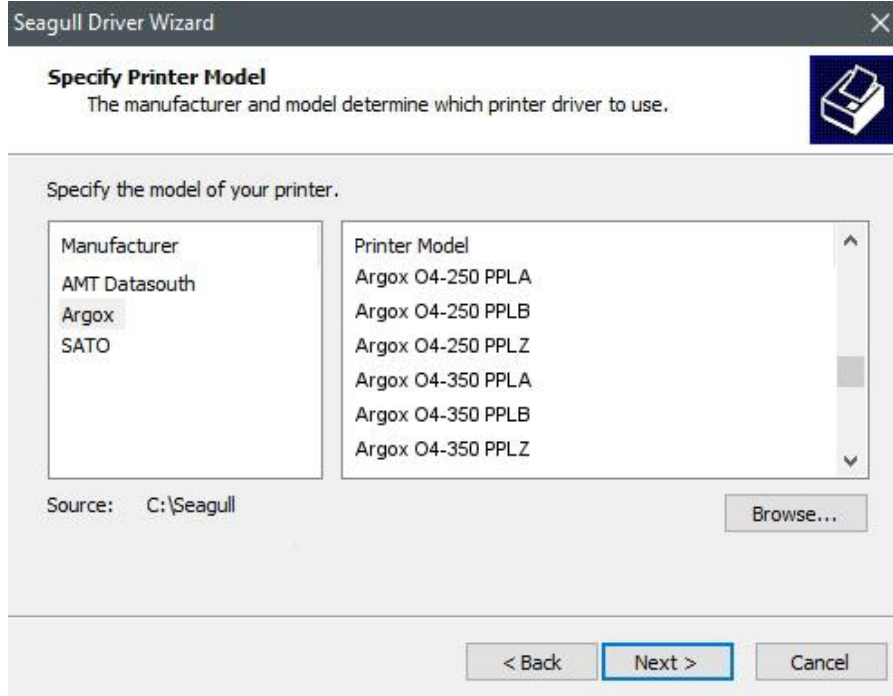 Seagull Driver Wizard
Specify Printer Model
The manufacturer and model determine which printer driver to use.
Specify the model of your printer.
Manufacturer
AMT Datasouth
Argox
SATO
Printer Model
Argox O4-250 PPLA
Argox O4-250 PPLB
Argox O4-250 PPLZ
Argox O4-350 PPLA
Argox O4-350 PPLB
Argox O4-350 PPLZ
Source: C:\Seagull
Browse...
< Back
Next >
Cancel